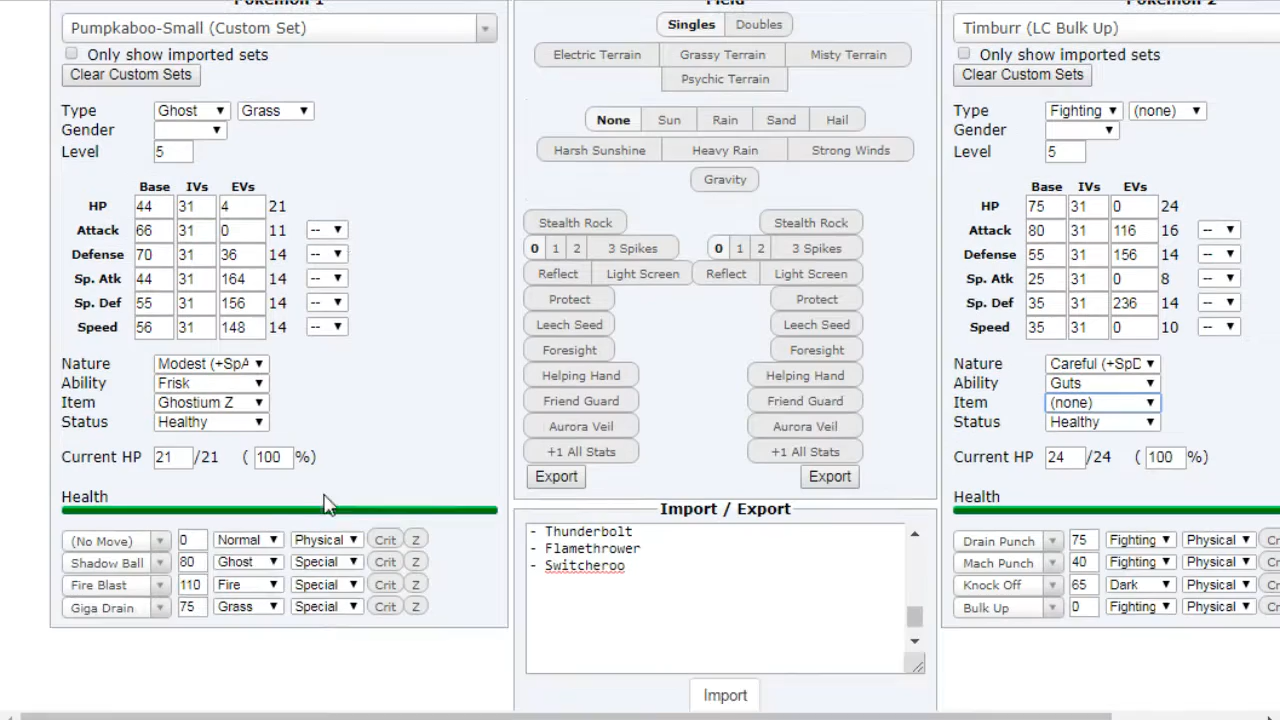 Pokémon 1
Pumpkaboo-Small (Custom Set)
Only show imported sets
Clear Custom Sets
Type Ghost Grass
Gender
Level 5
Base IVs EVs
HP 44 31 4 21
Attack 66 31 0 11 --
Defense 70 31 36 14 --
Sp. Atk 44 31 164 14 --
Sp. Def 55 31 156 14 --
Speed 56 31 148 14 --
Nature Modest (+SpA
Ability Frisk
Item Ghostium Z
Status Healthy
Current HP 21 /21 ( 100 %)
Health
(No Move) 0 Normal Physical Crit Z
Shadow Ball 80 Ghost Special Crit Z
Fire Blast 110 Fire Special Crit Z
Giga Drain 75 Grass Special Crit Z
Field
Singles Doubles
Electric Terrain Grassy Terrain Misty Terrain
Psychic Terrain
None Sun Rain Sand Hail
Harsh Sunshine Heavy Rain Strong Winds
Gravity
Stealth Rock Stealth Rock
0 1 2 3 Spikes 0 1 2 3 Spikes
Reflect Light Screen Reflect Light Screen
Protect Protect
Leech Seed Leech Seed
Foresight Foresight
Helping Hand Helping Hand
Friend Guard Friend Guard
Aurora Veil Aurora Veil
+1 All Stats +1 All Stats
Export Export
Import / Export
- Thunderbolt
- Flamethrower
- Switcheroo
Import
Pokémon 2
Timburr (LC Bulk Up)
Only show imported sets
Clear Custom Sets
Type Fighting (none)
Gender
Level 5
Base IVs EVs
HP 75 31 0 24
Attack 80 31 116 16 --
Defense 55 31 156 14 --
Sp. Atk 25 31 0 8 --
Sp. Def 35 31 236 14 --
Speed 35 31 0 10 --
Nature Careful (+SpD
Ability Guts
Item (none)
Status Healthy
Current HP 24 /24 ( 100 %)
Health
Drain Punch 75 Fighting Physical Cr
Mach Punch 40 Fighting Physical Cr
Knock Off 65 Dark Physical Cr
Bulk Up 0 Fighting Physical Cr